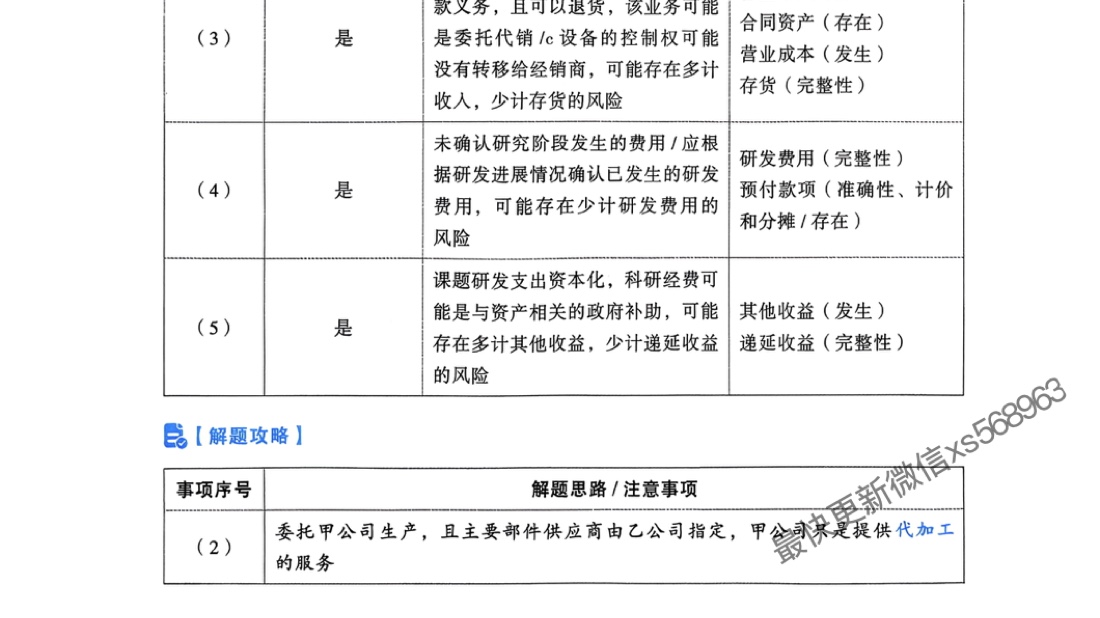 款义务，且可以退货，该业务可能
是委托代销/c设备的控制权可能
没有转移给经销商，可能存在多计
收入，少计存货的风险
（3）
是
合同资产（存在）
营业成本（发生）
存货（完整性）
（4）
是
未确认研究阶段发生的费用/应根
据研发进展情况确认已发生的研发
费用，可能存在少计研发费用的
风险
研发费用（完整性）
预付款项（准确性、计价
和分摊/存在）
（5）
是
课题研发支出资本化，科研经费可
能是与资产相关的政府补助，可能
存在多计其他收益，少计递延收益
的风险
其他收益（发生）
递延收益（完整性）
【解题攻略】
事项序号
解题思路/注意事项
（2）
委托甲公司生产，且主要部件供应商由乙公司指定，甲公司只是提供代加工
的服务
最快更新微信xs568963